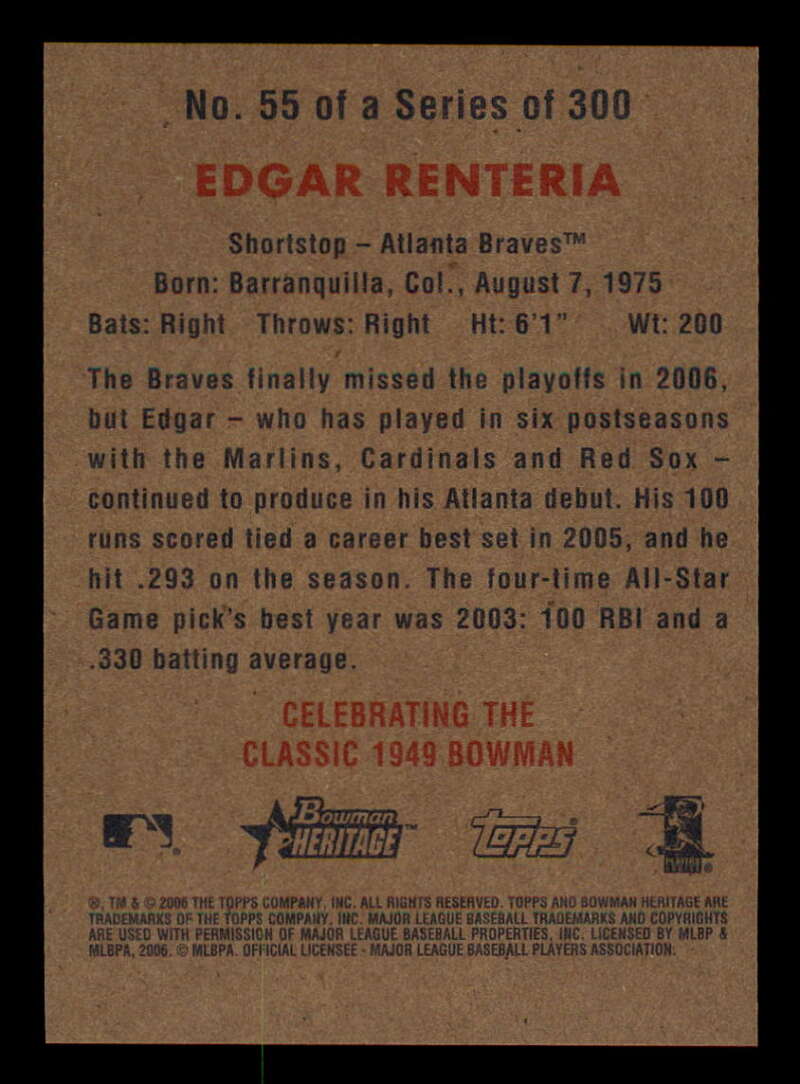 No. 55 of a Series of 300
EDGAR RENTERIA
Shortstop – Atlanta Braves™
Born: Barranquilla, Col., August 7, 1975
Bats: Right Throws: Right Ht: 6'1" Wt: 200
The Braves finally missed the playoffs in 2006,
but Edgar – who has played in six postseasons
with the Marlins, Cardinals and Red Sox –
continued to produce in his Atlanta debut. His 100
runs scored tied a career best set in 2005, and he
hit .293 on the season. The four-time All-Star
Game pick's best year was 2003: 100 RBI and a
.330 batting average.
CELEBRATING THE
CLASSIC 1949 BOWMAN
Bowman
HERITAGE™
Topps®
®, TM & © 2006 THE TOPPS COMPANY, INC. ALL RIGHTS RESERVED. TOPPS AND BOWMAN HERITAGE ARE
TRADEMARKS OF THE TOPPS COMPANY, INC. MAJOR LEAGUE BASEBALL TRADEMARKS AND COPYRIGHTS
ARE USED WITH PERMISSION OF MAJOR LEAGUE BASEBALL PROPERTIES, INC. LICENSED BY MLBP &
MLBPA, 2006. © MLBPA. OFFICIAL LICENSEE - MAJOR LEAGUE BASEBALL PLAYERS ASSOCIATION.